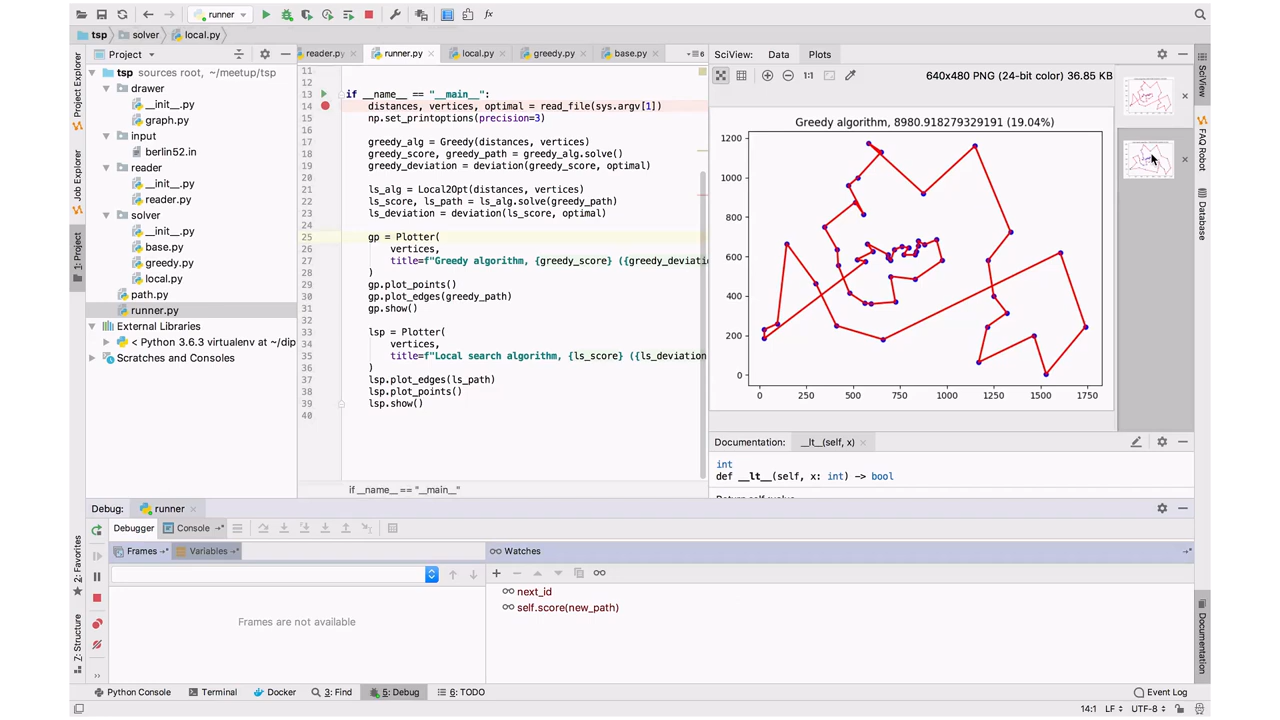 runner
fx
tsp
solver
local.py
Project
reader.py
runner.py
local.py
greedy.py
base.py
6
SciView:
Data
Plots
Project Explorer
Job Explorer
1: Project
2: Favorites
Z: Structure
tsp sources root, ~/meetup/tsp
drawer
__init__.py
graph.py
input
berlin52.in
reader
__init__.py
reader.py
solver
__init__.py
base.py
greedy.py
local.py
path.py
runner.py
External Libraries
< Python 3.6.3 virtualenv at ~/dip
Scratches and Consoles
11
12
13 if __name__ == "__main__":
14 distances, vertices, optimal = read_file(sys.argv[1])
15 np.set_printoptions(precision=3)
16
17 greedy_alg = Greedy(distances, vertices)
18 greedy_score, greedy_path = greedy_alg.solve()
19 greedy_deviation = deviation(greedy_score, optimal)
20
21 ls_alg = Local2Opt(distances, vertices)
22 ls_score, ls_path = ls_alg.solve(greedy_path)
23 ls_deviation = deviation(ls_score, optimal)
24
25 gp = Plotter(
26 vertices,
27 title=f"Greedy algorithm, {greedy_score} ({greedy_deviatio
28 )
29 gp.plot_points()
30 gp.plot_edges(greedy_path)
31 gp.show()
32
33 lsp = Plotter(
34 vertices,
35 title=f"Local search algorithm, {ls_score} ({ls_deviation
36 )
37 lsp.plot_edges(ls_path)
38 lsp.plot_points()
39 lsp.show()
40
if __name__ == "__main__"
1:1
640x480 PNG (24-bit color) 36.85 KB
Greedy algorithm, 8980.918279329191 (19.04%)
1200
1000
800
600
400
200
0
0 250 500 750 1000 1250 1500 1750
SciView
FAQ Robot
Database
Documentation
Documentation:
__lt__(self, x)
int
def __lt__(self, x: int) -> bool
Debug:
runner
Debugger
Console
Frames
Variables
Watches
Frames are not available
next_id
self.score(new_path)
Python Console
Terminal
Docker
3: Find
5: Debug
6: TODO
Event Log
14:1 LF UTF-8